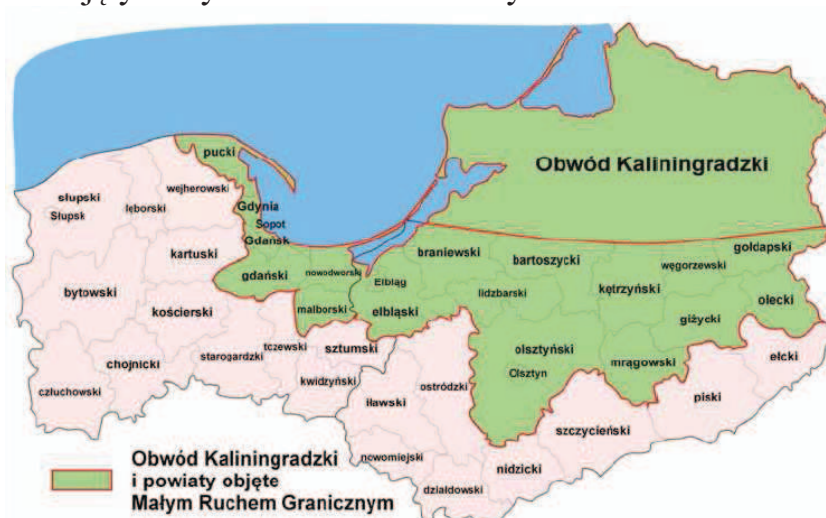 pucki
wejherowski
słupski
Słupsk
lęborski
Gdynia
Sopot
Gdańsk
kartuski
gdański
nowodworski
bytowski
kościerski
malborski
chojnicki
starogardzki
tczewski
sztumski
człuchowski
kwidzyński
Obwód Kaliningradzki
braniewski
bartoszycki
gołdapski
węgorzewski
Elbląg
lidzbarski
kętrzyński
olecki
elbląski
giżycki
olsztyński
Olsztyn
mrągowski
ełcki
ostródzki
iławski
piski
szczycieński
nowomiejski
nidzicki
działdowski
Obwód Kaliningradzki
i powiaty objęte
Małym Ruchem Granicznym